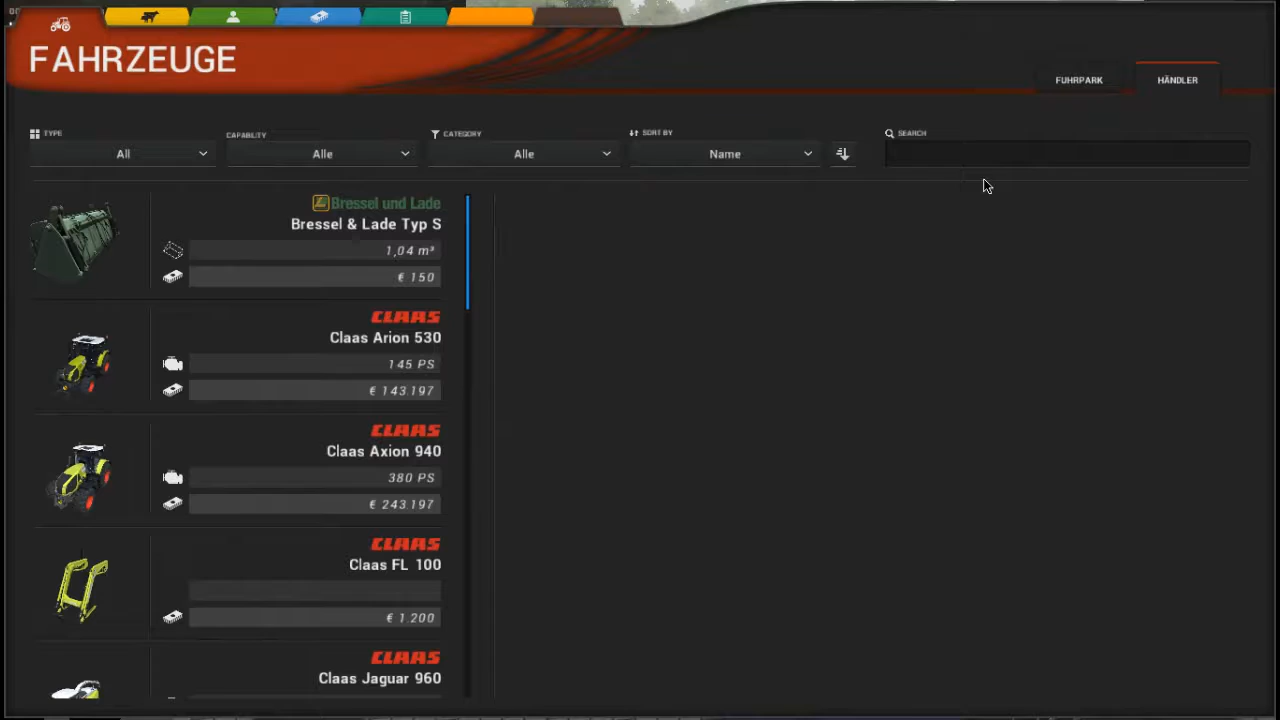 FAHRZEUGE
FUHRPARK
HÄNDLER
TYPE
CAPABILITY
CATEGORY
SORT BY
SEARCH
All
Alle
Alle
Name
Bressel und Lade
Bressel & Lade Typ S
1,04 m³
€ 150
CLAAS
Claas Arion 530
145 PS
€ 143.197
CLAAS
Claas Axion 940
380 PS
€ 243.197
CLAAS
Claas FL 100
€ 1.200
CLAAS
Claas Jaguar 960